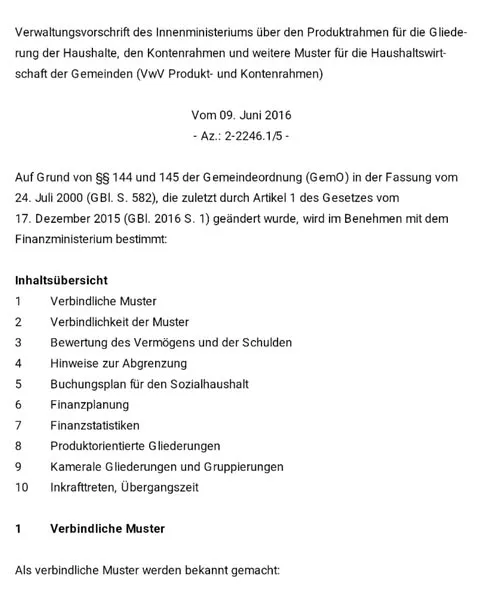 Verwaltungsvorschrift des Innenministeriums über den Produktrahmen für die Gliede-
rung der Haushalte, den Kontenrahmen und weitere Muster für die Haushaltswirt-
schaft der Gemeinden (VwV Produkt- und Kontenrahmen)
Vom 09. Juni 2016
- Az.: 2-2246.1/5 -
Auf Grund von §§ 144 und 145 der Gemeindeordnung (GemO) in der Fassung vom
24. Juli 2000 (GBl. S. 582), die zuletzt durch Artikel 1 des Gesetzes vom
17. Dezember 2015 (GBl. 2016 S. 1) geändert wurde, wird im Benehmen mit dem
Finanzministerium bestimmt:
Inhaltsübersicht
1 Verbindliche Muster
2 Verbindlichkeit der Muster
3 Bewertung des Vermögens und der Schulden
4 Hinweise zur Abgrenzung
5 Buchungsplan für den Sozialhaushalt
6 Finanzplanung
7 Finanzstatistiken
8 Produktorientierte Gliederungen
9 Kamerale Gliederungen und Gruppierungen
10 Inkrafttreten, Übergangszeit
1 Verbindliche Muster
Als verbindliche Muster werden bekannt gemacht: